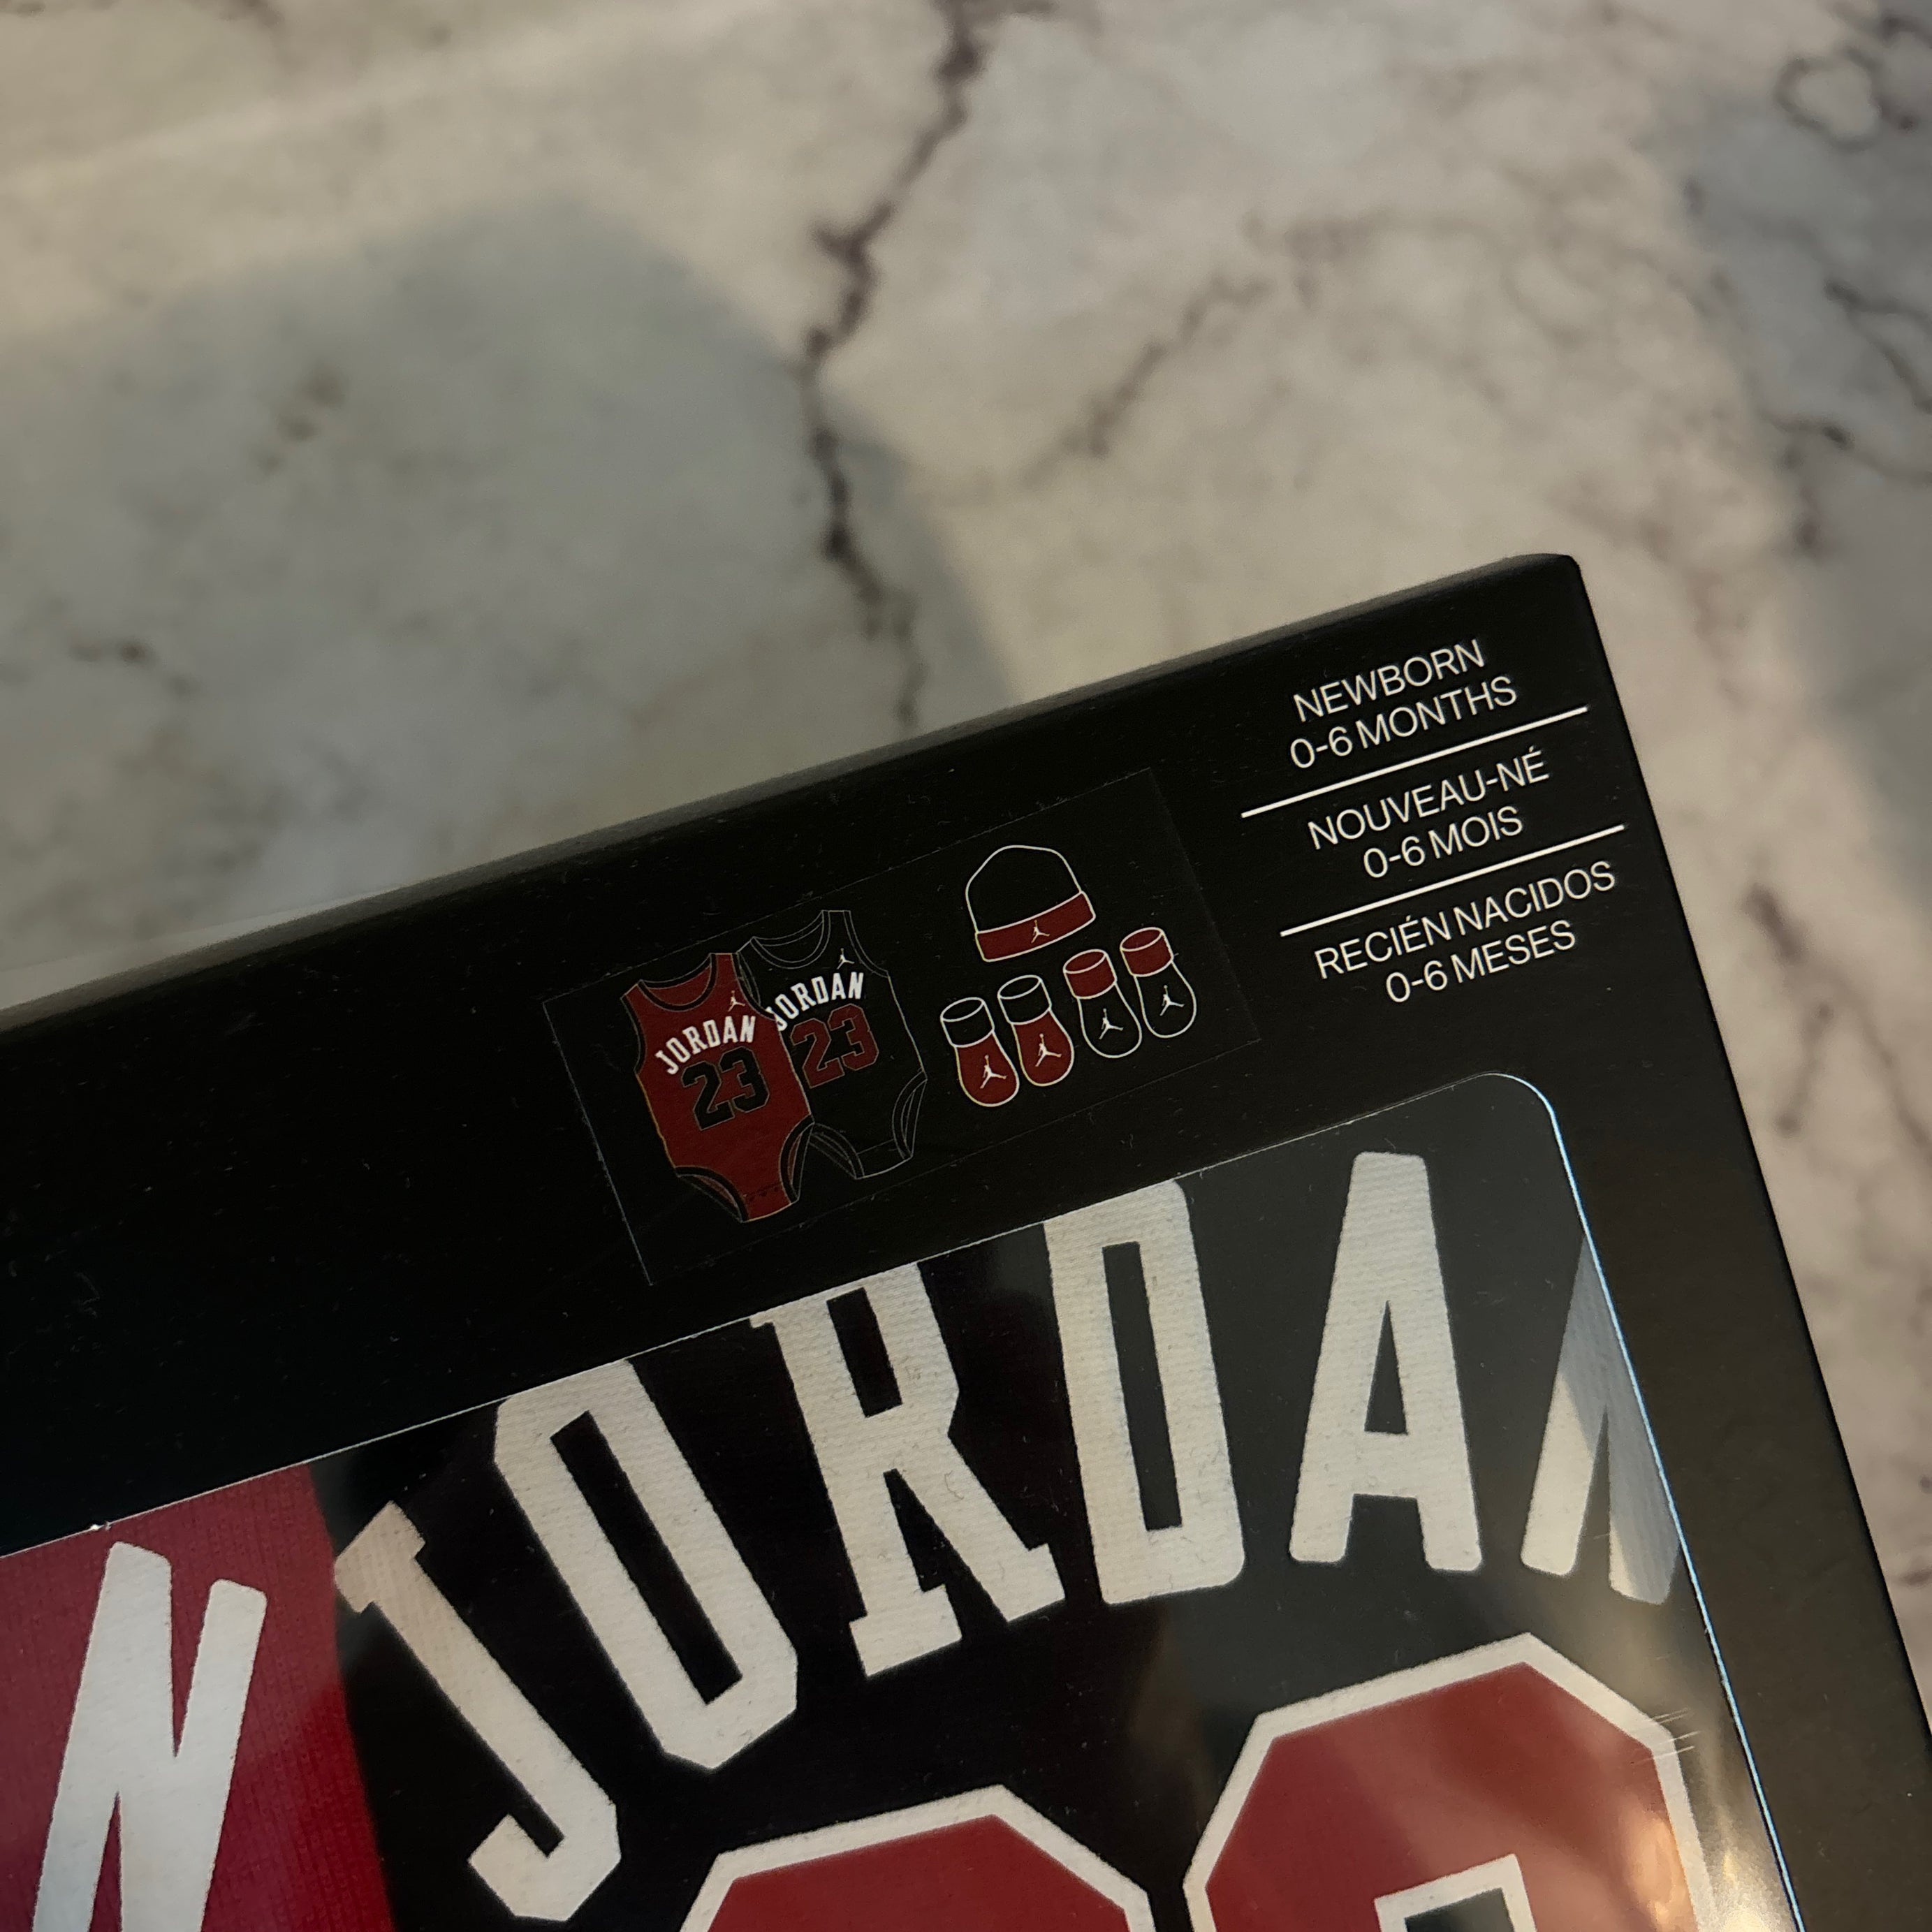 NEWBORN
0-6 MONTHS
NOUVEAU-NÉ
0-6 MOIS
RECIÉN NACIDOS
0-6 MESES
JORDAN
23
JORDAN
23
N
JORDAN